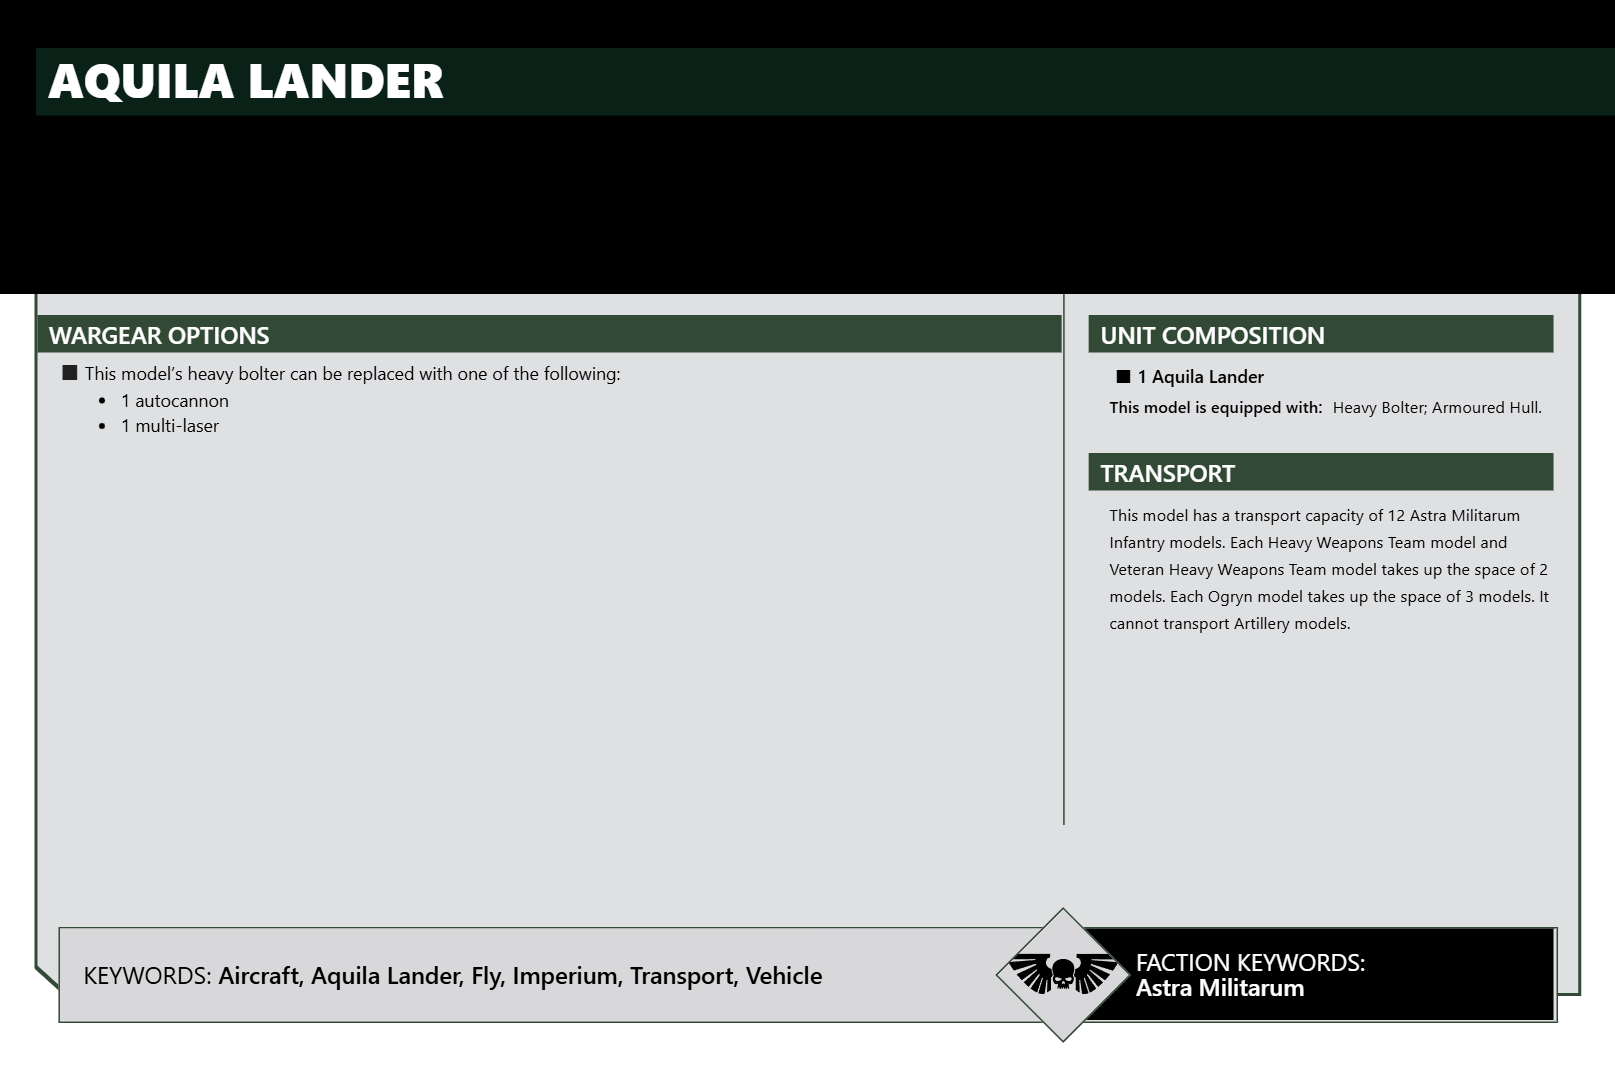 AQUILA LANDER
WARGEAR OPTIONS
■ This model’s heavy bolter can be replaced with one of the following:
• 1 autocannon
• 1 multi-laser
UNIT COMPOSITION
■ 1 Aquila Lander
This model is equipped with: Heavy Bolter; Armoured Hull.
TRANSPORT
This model has a transport capacity of 12 Astra Militarum
Infantry models. Each Heavy Weapons Team model and
Veteran Heavy Weapons Team model takes up the space of 2
models. Each Ogryn model takes up the space of 3 models. It
cannot transport Artillery models.
KEYWORDS: Aircraft, Aquila Lander, Fly, Imperium, Transport, Vehicle
FACTION KEYWORDS:
Astra Militarum